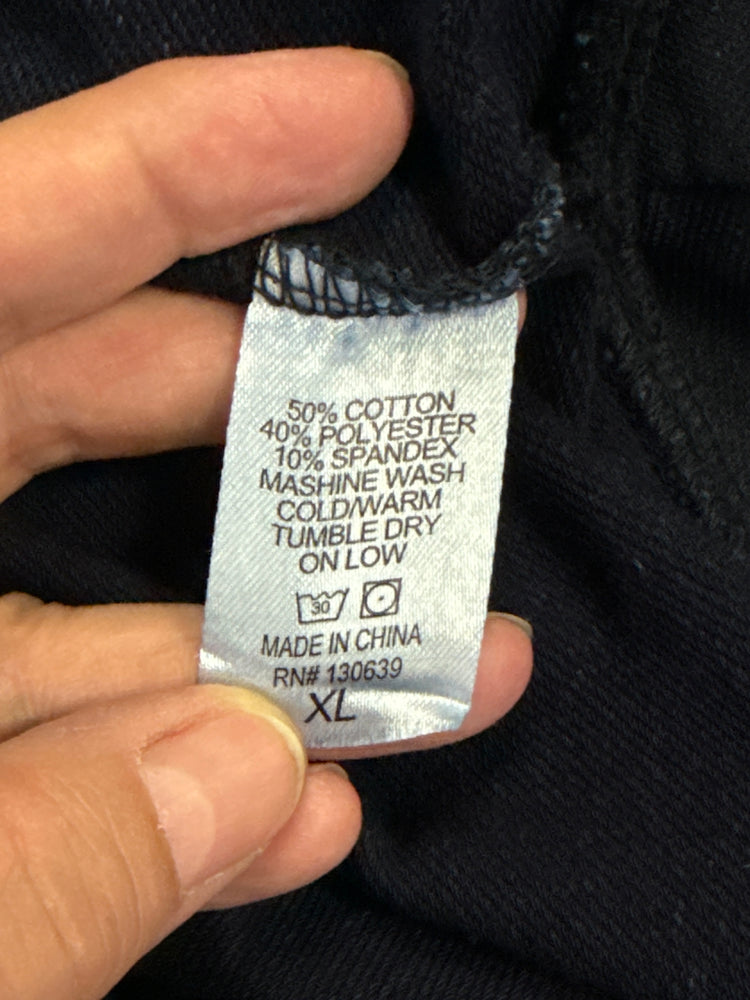 50% COTTON
40% POLYESTER
10% SPANDEX
MASHINE WASH
COLD/WARM
TUMBLE DRY
ON LOW
30
MADE IN CHINA
RN# 130639
XL